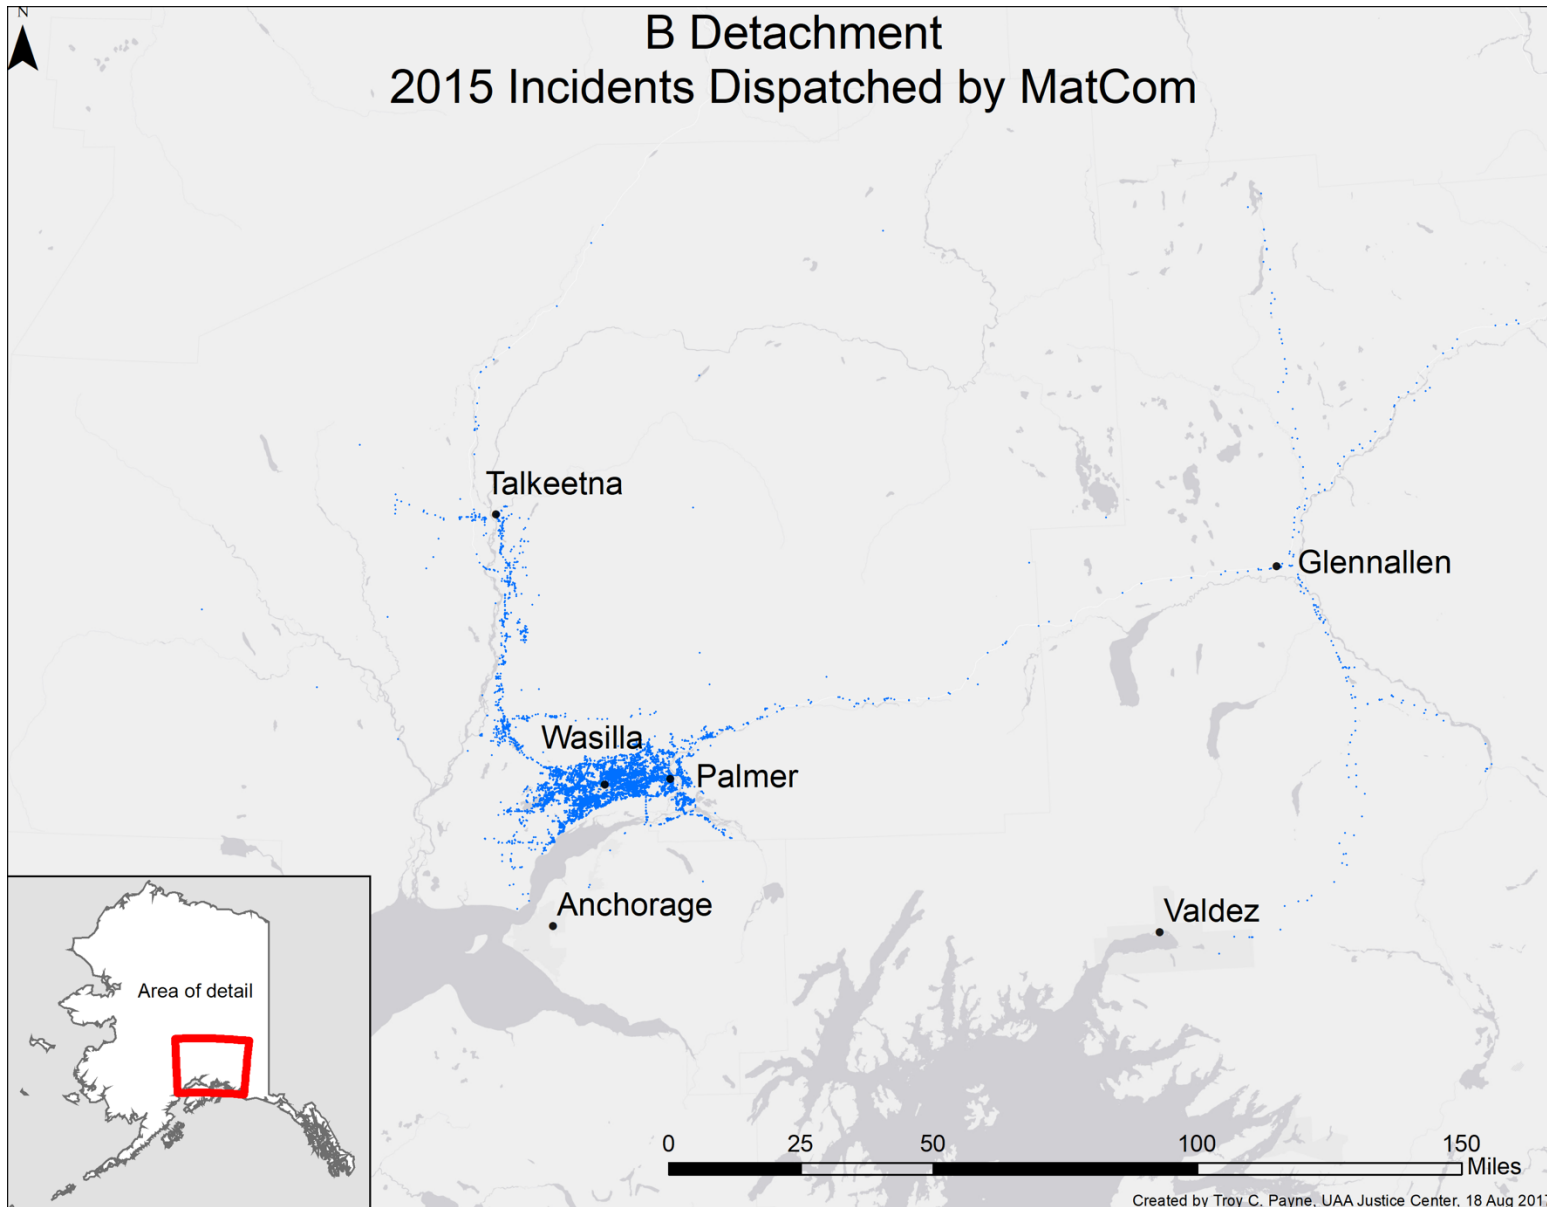 N
B Detachment
2015 Incidents Dispatched by MatCom
Talkeetna
Glennallen
Wasilla
Palmer
Anchorage
Valdez
Area of detail
0 25 50 100 150
Miles
Created by Troy C. Payne, UAA Justice Center, 18 Aug 2017